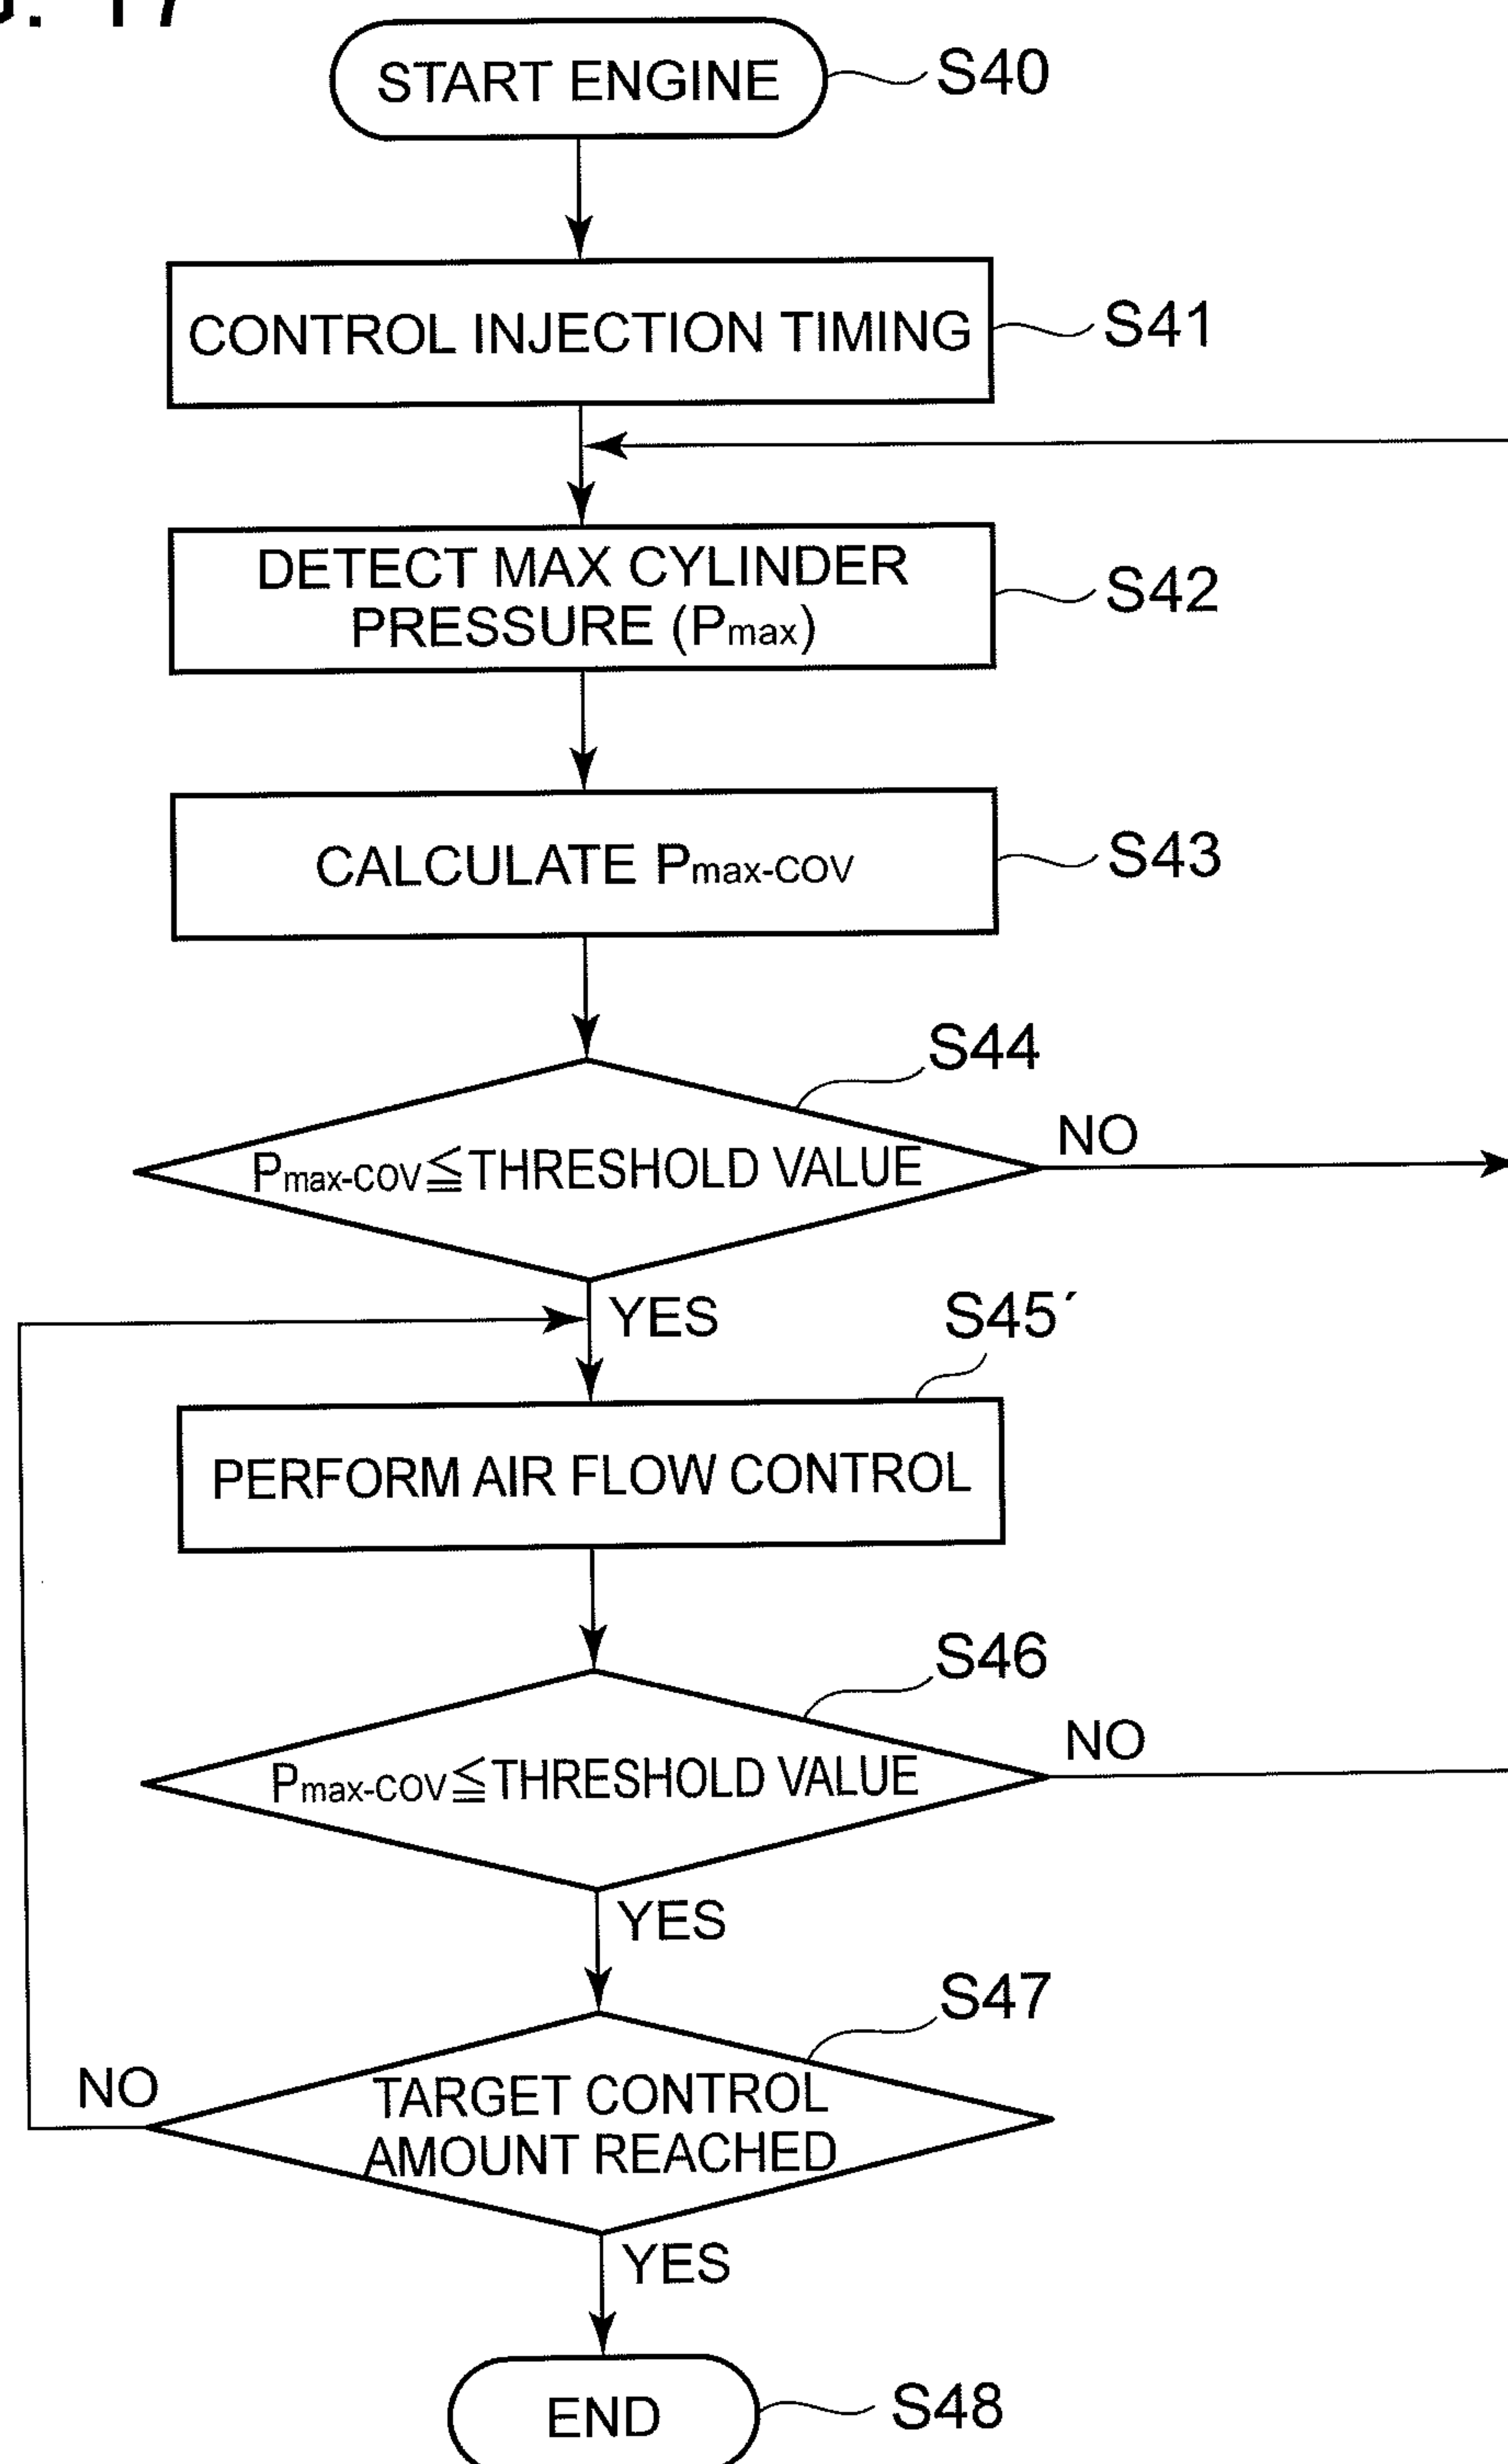 17
START ENGINE S40
CONTROL INJECTION TIMING S41
DETECT MAX CYLINDER
PRESSURE (Pmax)
S42
CALCULATE Pmax-COV S43
S44
Pmax-COV≦THRESHOLD VALUE
NO
YES
S45´
PERFORM AIR FLOW CONTROL
S46
Pmax-COV≦THRESHOLD VALUE
NO
YES
S47
TARGET CONTROL
AMOUNT REACHED
NO
YES
END S48